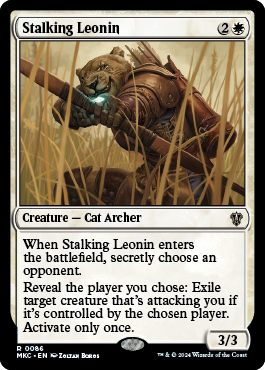 Stalking Leonin 2
Creature — Cat Archer
When Stalking Leonin enters
the battlefield, secretly choose an
opponent.
Reveal the player you chose: Exile
target creature that's attacking you if
it's controlled by the chosen player.
Activate only once.
3/3
R 0086
MKC • EN Zoltan Boros
™ & © 2024 Wizards of the Coast